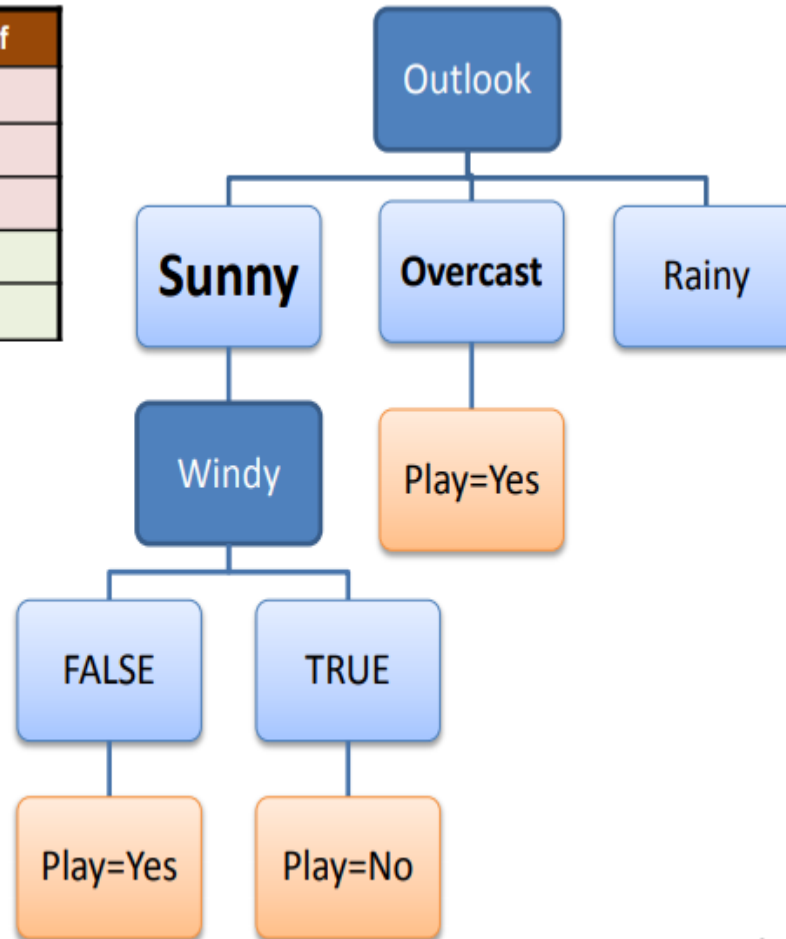 f
Outlook
Sunny
Overcast
Rainy
Windy
Play=Yes
FALSE
TRUE
Play=Yes
Play=No